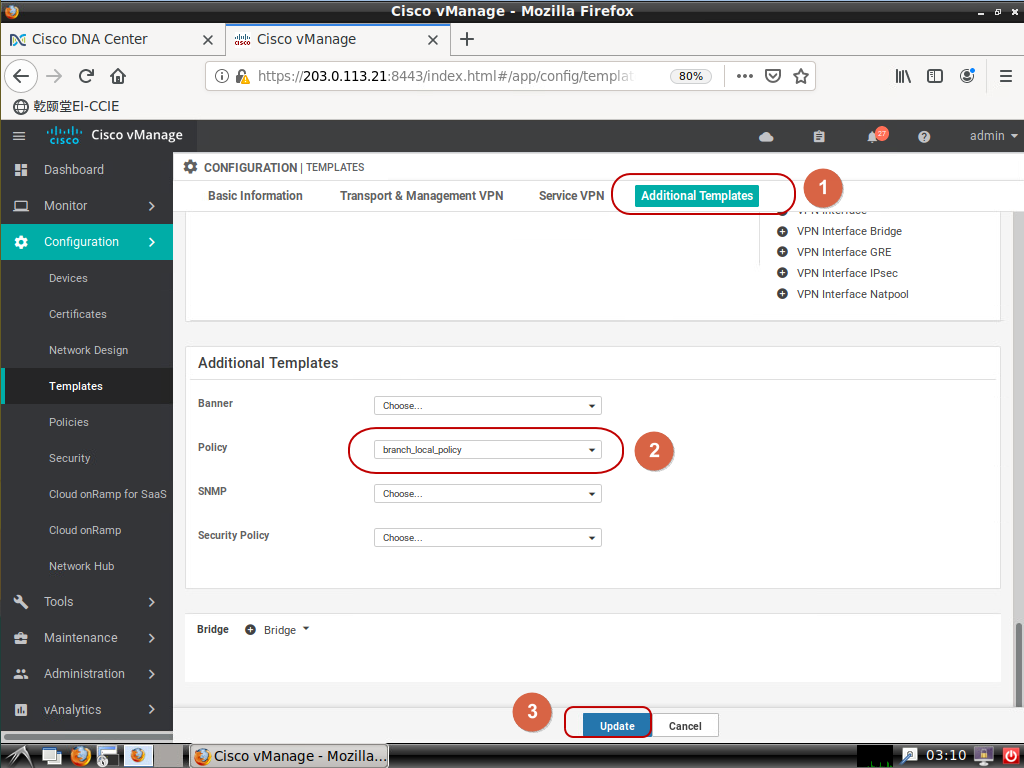 Cisco vManage - Mozilla Firefox
Cisco DNA Center
Cisco vManage
https://203.0.113.21:8443/index.html#/app/config/templat
80%
乾颐堂EI-CCIE
cisco
Cisco vManage
27
admin
Dashboard
Monitor
Configuration
Devices
Certificates
Network Design
Templates
Policies
Security
Cloud onRamp for SaaS
Cloud onRamp
Network Hub
Tools
Maintenance
Administration
vAnalytics
CONFIGURATION | TEMPLATES
Basic Information
Transport & Management VPN
Service VPN
Additional Templates
1
VPN Interface
VPN Interface Bridge
VPN Interface GRE
VPN Interface IPsec
VPN Interface Natpool
Additional Templates
Banner
Choose...
Policy
branch_local_policy
2
SNMP
Choose...
Security Policy
Choose...
Bridge
Bridge
3
Update
Cancel
Cisco vManage - Mozilla...
03:10